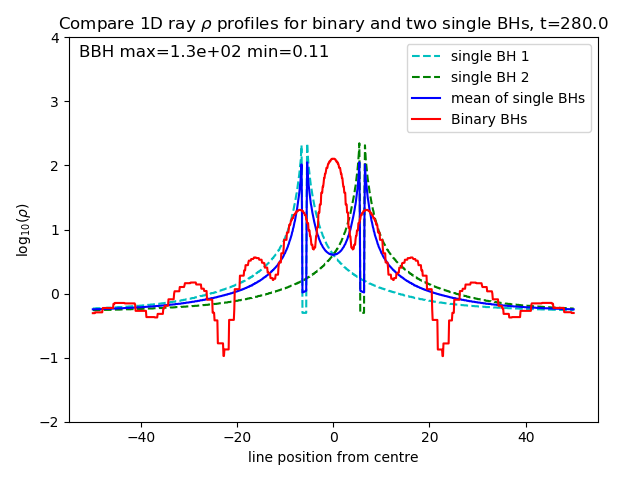 Compare 1D ray ρ profiles for binary and two single BHs, t=280.0
BBH max=1.3e+02 min=0.11
single BH 1
single BH 2
mean of single BHs
Binary BHs
log₁₀(ρ)
4
3
2
1
0
−1
−2
−40
−20
0
20
40
line position from centre